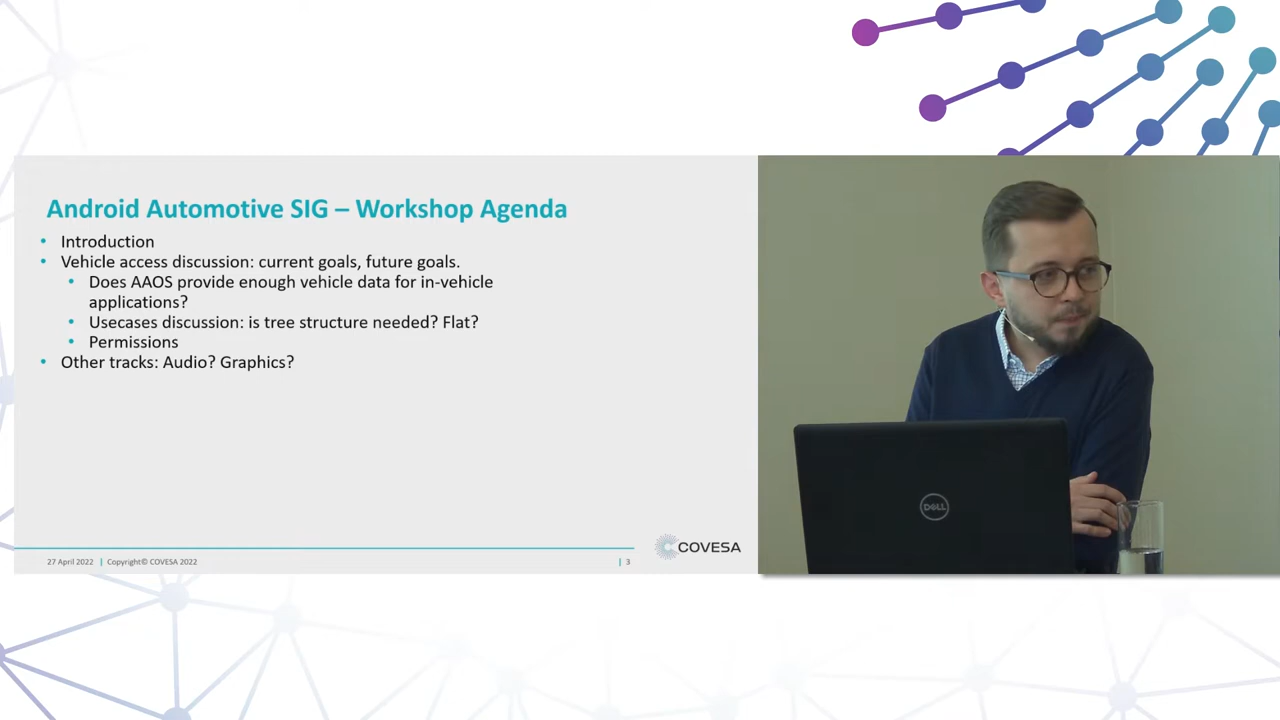 Android Automotive SIG – Workshop Agenda
• Introduction
• Vehicle access discussion: current goals, future goals.
• Does AAOS provide enough vehicle data for in-vehicle
applications?
• Usecases discussion: is tree structure needed? Flat?
• Permissions
• Other tracks: Audio? Graphics?
27 April 2022 | Copyright© COVESA 2022
| 3
COVESA
DELL